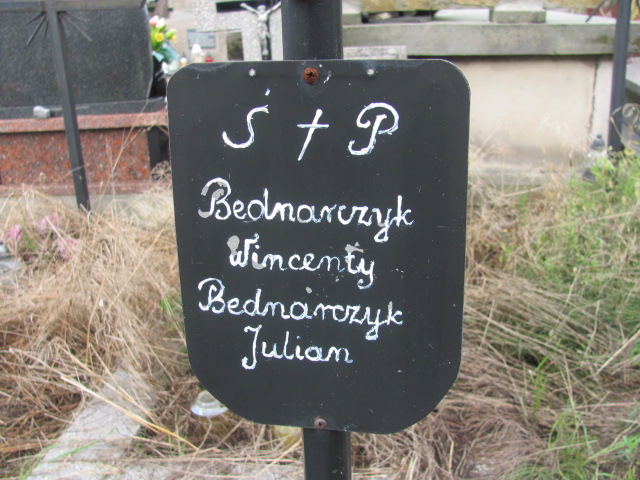 Ś † P
Bednarczyk
Wincenty
Bednarczyk
Julian